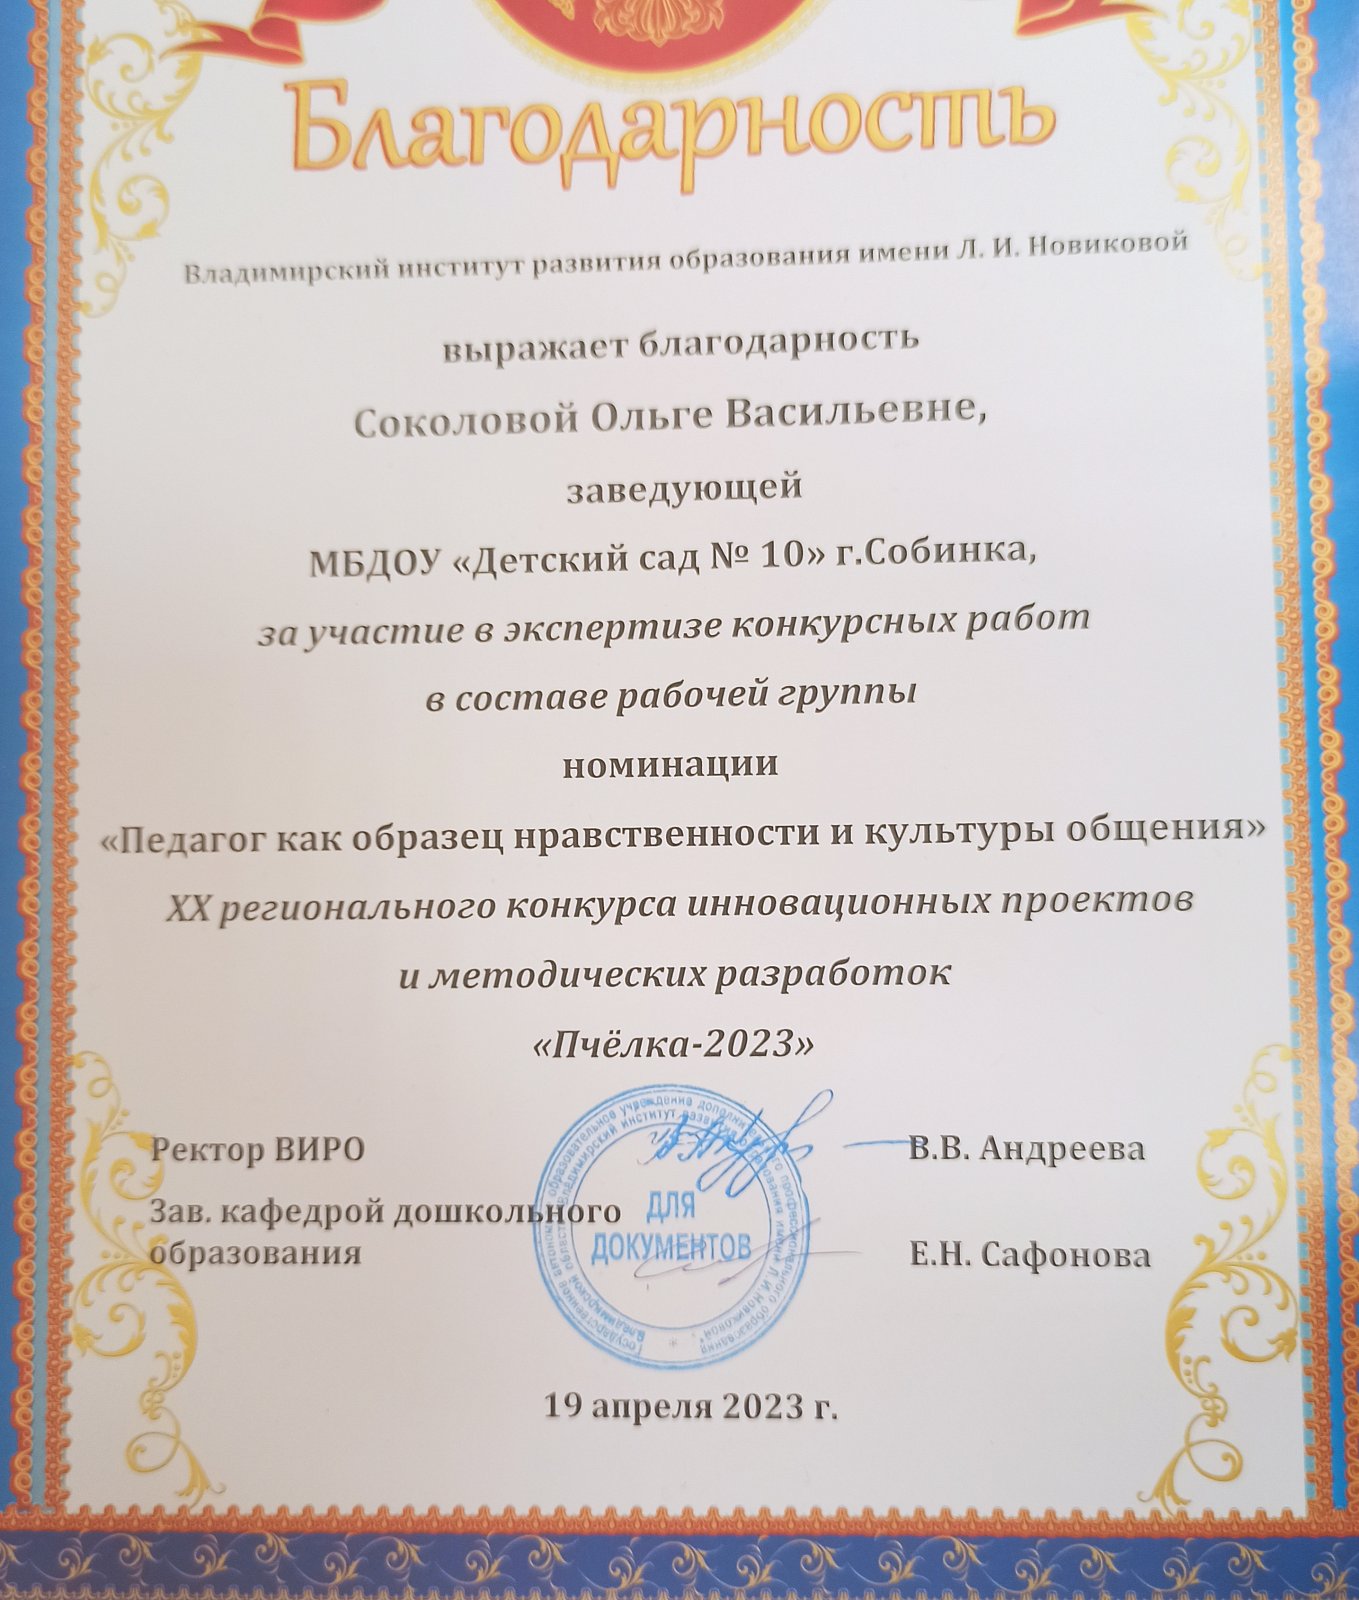 Благодарность
Владимирский институт развития образования имени Л. И. Новиковой
выражает благодарность
Соколовой Ольге Васильевне,
заведующей
МБДОУ «Детский сад № 10» г.Собинка,
за участие в экспертизе конкурсных работ
в составе рабочей группы
номинации
«Педагог как образец нравственности и культуры общения»
XX регионального конкурса инновационных проектов
и методических разработок
«Пчёлка-2023»
Ректор ВИРО
В.В. Андреева
Зав. кафедрой дошкольного
образования
Е.Н. Сафонова
ДЛЯ
ДОКУМЕНТОВ
19 апреля 2023 г.